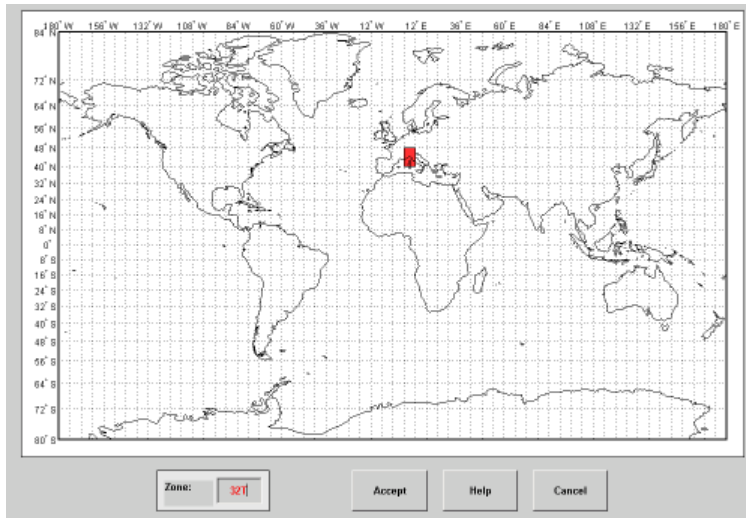 180° W 156° W 132° W 108° W 84° W 60° W 36° W 12° W 12° E 36° E 60° E 84° E 108° E 132° E 156° E 180° E
84° N
72° N
64° N
56° N
48° N
40° N
32° N
24° N
16° N
8° N
0°
8° S
16° S
24° S
32° S
40° S
48° S
56° S
64° S
72° S
80° S
Zone: 32T
Accept Help Cancel